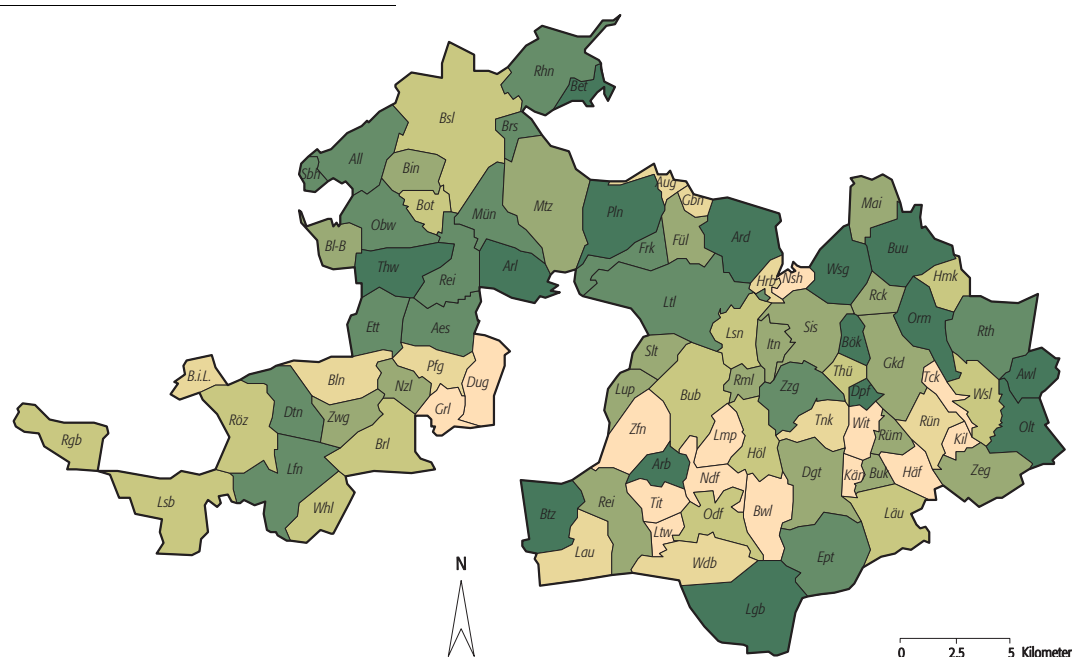 Rhn
Bet
Bsl
Brs
All
Sbh
Bin
Bot
Obw
Mün
Mtz
Bl-B
Thw
Rei
Arl
Ett
Aes
Pln
Aug
Gbn
Frk
Fül
Ard
Ltl
Hrb
Nsh
Mai
Wsg
Buu
Hmk
Rck
Orm
Rth
Lsn
Itn
Sis
Bök
Gkd
Slt
Lup
Bub
Rml
Zzg
Thü
Dpf
Tck
Awl
Wsl
Olt
Zfn
Lmp
Höl
Tnk
Wit
Rüm
Rün
Kil
Arb
Ndf
Dgt
Kär
Buk
Häf
Zeg
Btz
Rei
Tit
Odf
Bwl
Läu
Ltw
Lau
Wdb
Ept
Lgb
B.i.L.
Bln
Pfg
Nzl
Dug
Grl
Röz
Dtn
Zwg
Brl
Rgb
Lfn
Lsb
Whl
N
0 2.5 5 Kilometer